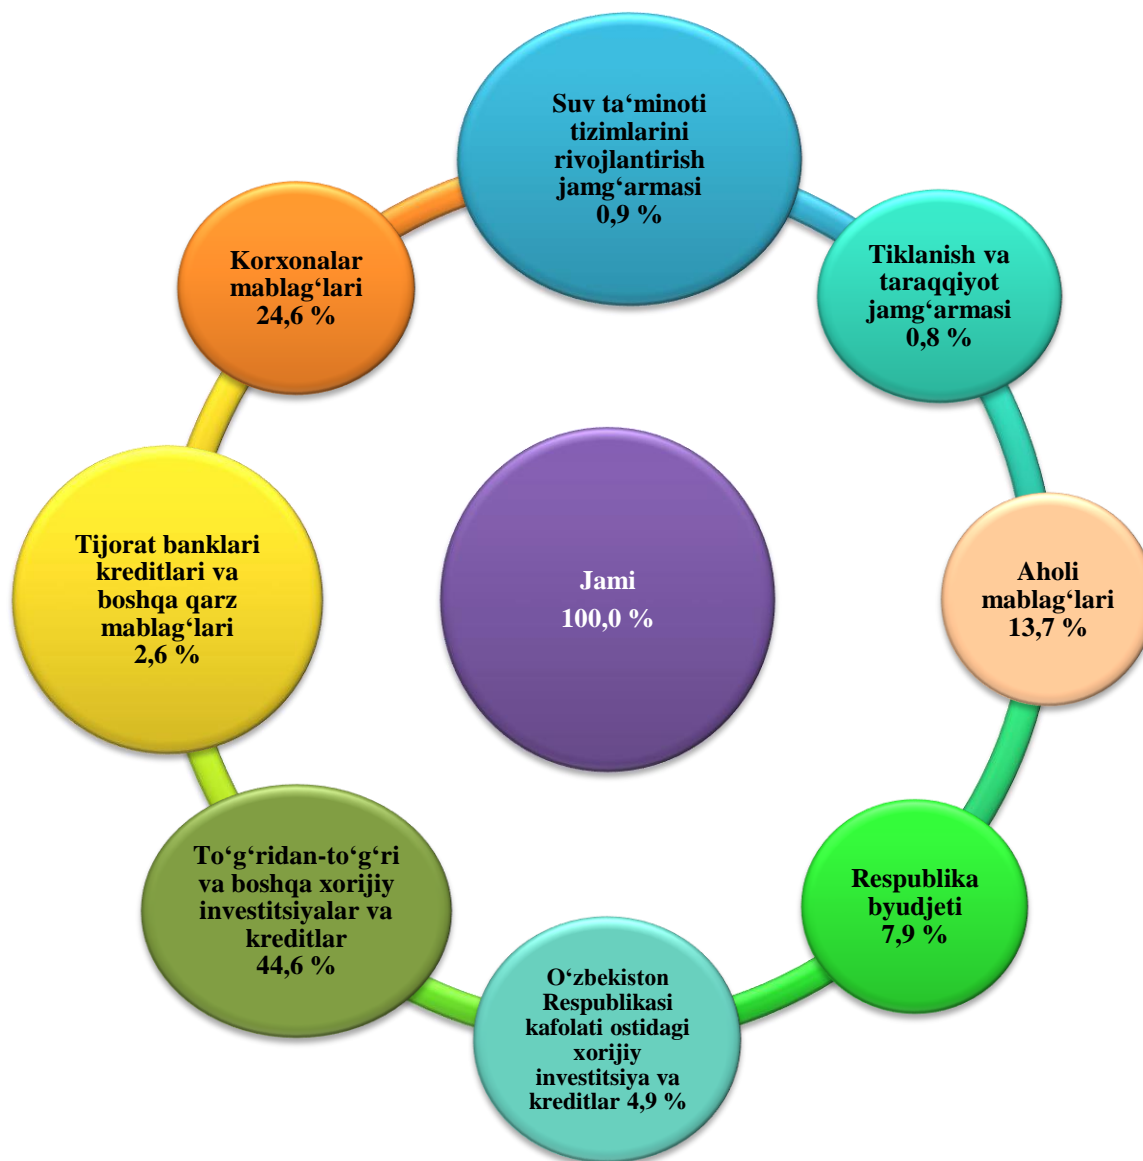 Suv ta‘minoti
tizimlarini
rivojlantirish
jamg‘armasi
0,9 %
Tiklanish va
taraqqiyot
jamg‘armasi
0,8 %
Aholi
mablag‘lari
13,7 %
Respublika
byudjeti
7,9 %
O‘zbekiston
Respublikasi
kafolati ostidagi
xorijiy
investitsiya va
kreditlar 4,9 %
To‘g‘ridan-to‘g‘ri
va boshqa xorijiy
investitsiyalar va
kreditlar
44,6 %
Tijorat banklari
kreditlari va
boshqa qarz
mablag‘lari
2,6 %
Korxonalar
mablag‘lari
24,6 %
Jami
100,0 %